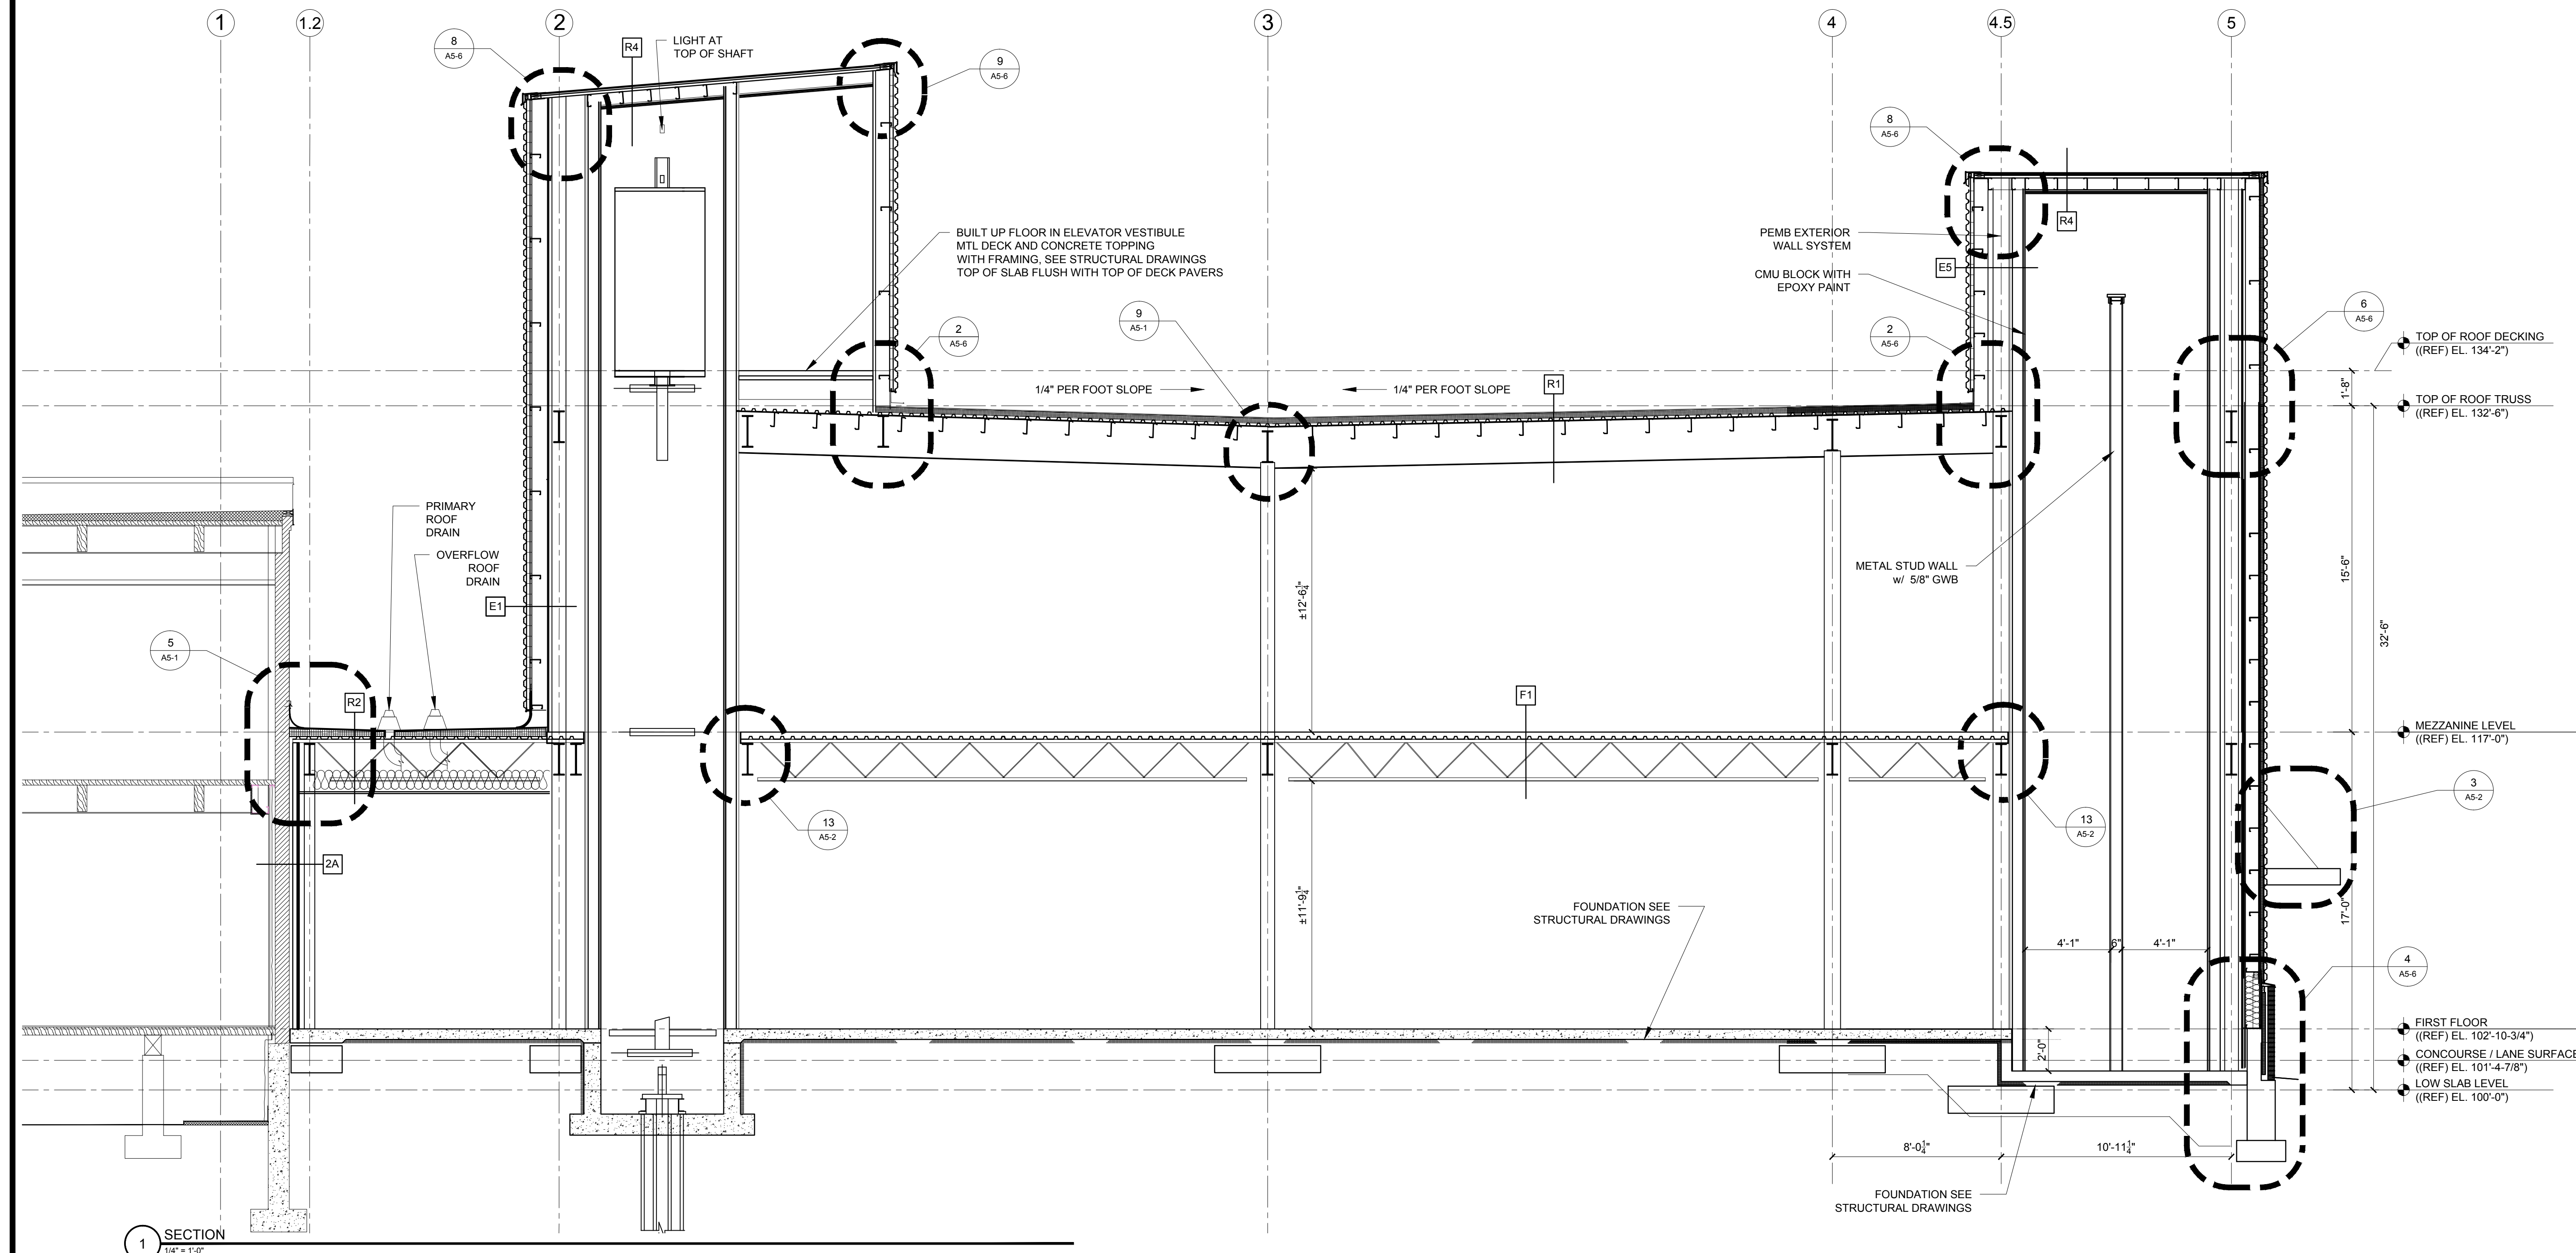 1
1.2
2
3
4
4.5
5
8
A5-6
R4
LIGHT AT
TOP OF SHAFT
9
A5-6
8
A5-6
R4
BUILT UP FLOOR IN ELEVATOR VESTIBULE
MTL DECK AND CONCRETE TOPPING
WITH FRAMING, SEE STRUCTURAL DRAWINGS
TOP OF SLAB FLUSH WITH TOP OF DECK PAVERS
PEMB EXTERIOR
WALL SYSTEM
E5
CMU BLOCK WITH
EPOXY PAINT
2
A5-6
9
A5-1
2
A5-6
6
A5-6
TOP OF ROOF DECKING
((REF) EL. 134'-2")
1/4" PER FOOT SLOPE
1/4" PER FOOT SLOPE
R1
1'-8"
TOP OF ROOF TRUSS
((REF) EL. 132'-6")
PRIMARY
ROOF
DRAIN
OVERFLOW
ROOF
DRAIN
E1
±12'-6 1/4"
METAL STUD WALL
w/ 5/8" GWB
15'-6"
32'-6"
5
A5-1
R2
F1
MEZZANINE LEVEL
((REF) EL. 117'-0")
13
A5-2
13
A5-2
3
A5-2
2A
±11'-9 1/4"
FOUNDATION SEE
STRUCTURAL DRAWINGS
17'-0"
4'-1"
6"
4'-1"
4
A5-6
2'-0"
FIRST FLOOR
((REF) EL. 102'-10-3/4")
CONCOURSE / LANE SURFACE
((REF) EL. 101'-4-7/8")
LOW SLAB LEVEL
((REF) EL. 100'-0")
8'-0 1/4"
10'-11 1/4"
FOUNDATION SEE
STRUCTURAL DRAWINGS
1
SECTION
1/4" = 1'-0"